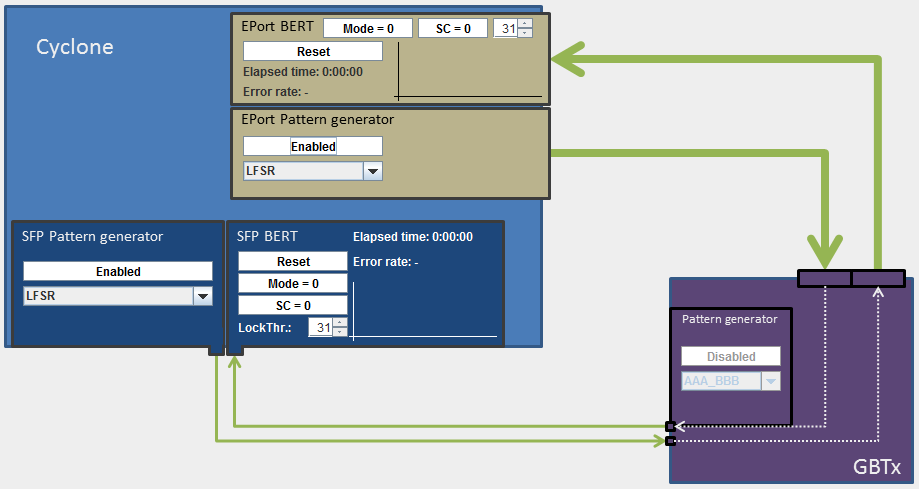 Cyclone
EPort BERT
Mode = 0
SC = 0
31
Reset
Elapsed time: 0:00:00
Error rate: -
EPort Pattern generator
Enabled
LFSR
SFP Pattern generator
Enabled
LFSR
SFP BERT
Elapsed time: 0:00:00
Reset
Error rate: -
Mode = 0
SC = 0
LockThr.: 31
Pattern generator
Disabled
AAA_BBB
GBTx